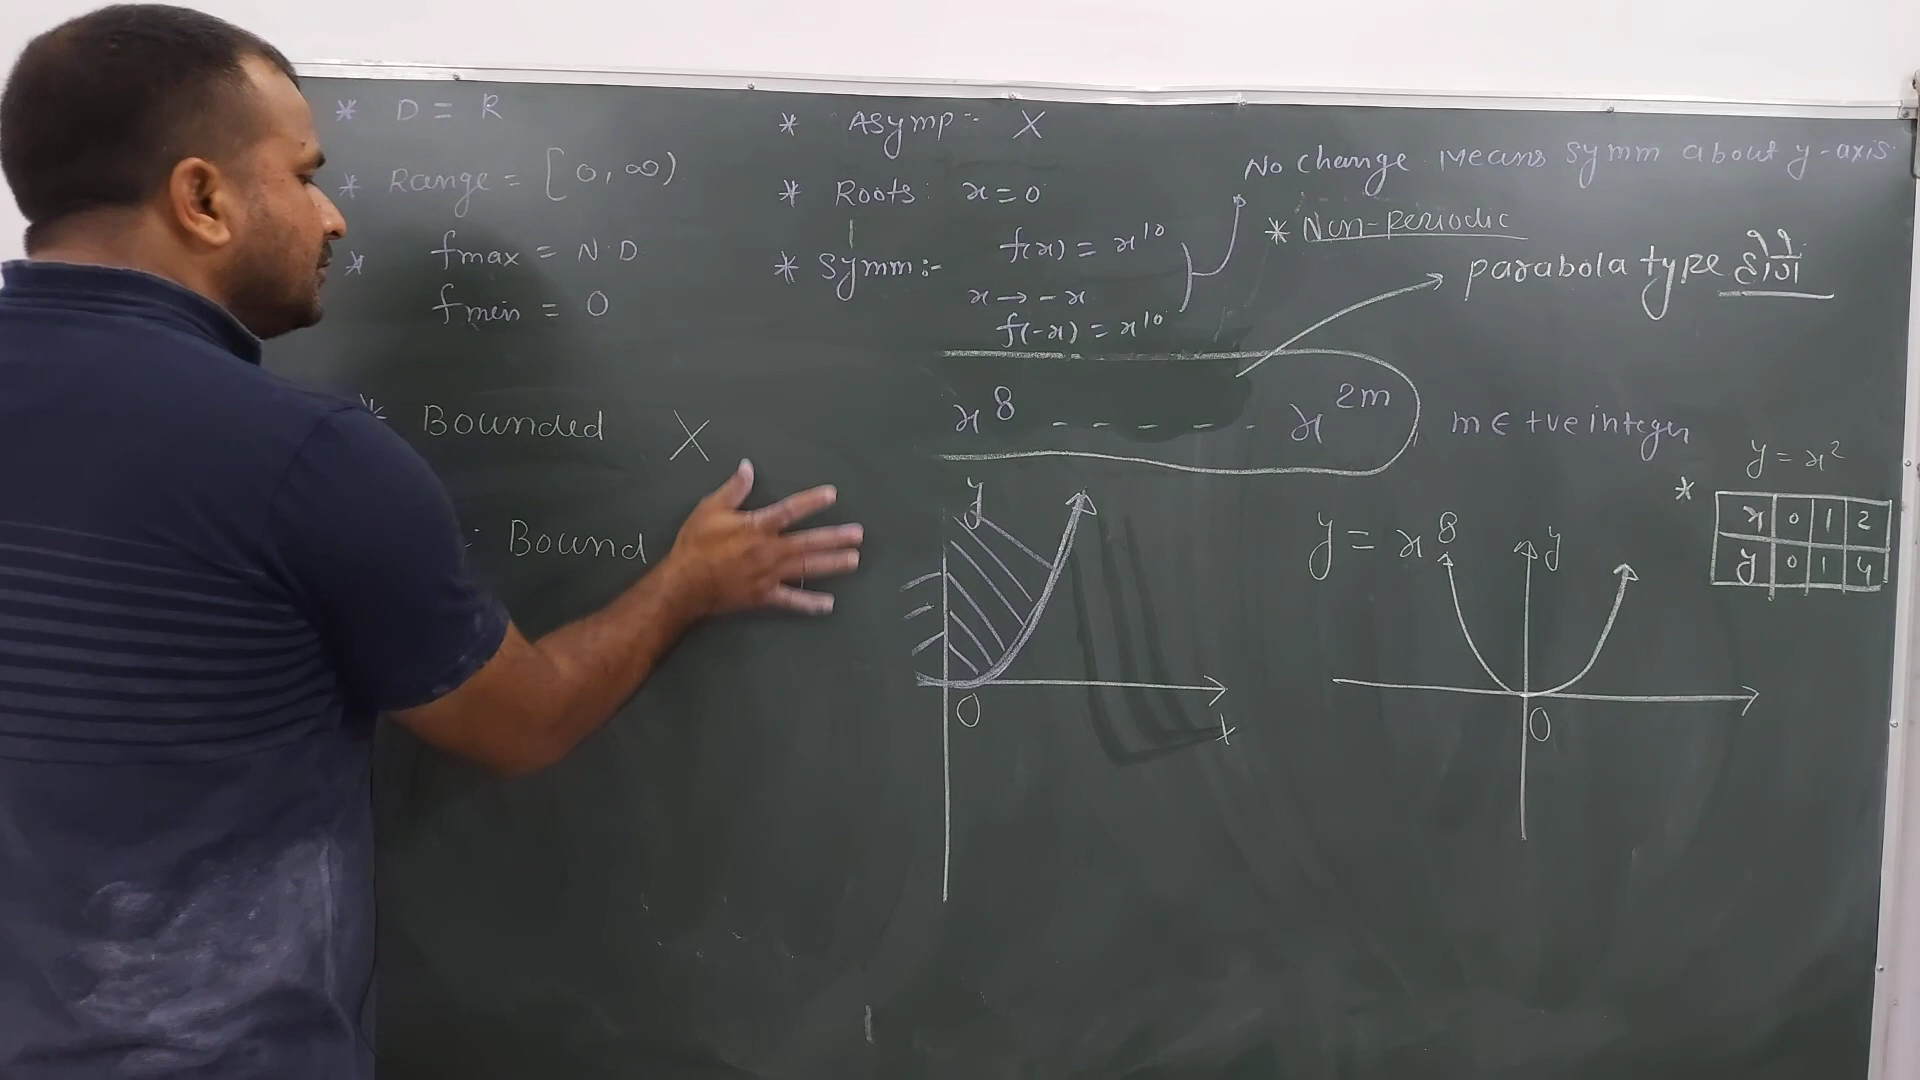 * D = R
* Range = [0, ∞)
* fmax = N.D
fmin = 0
* Bounded X
: Bound
* Asymp :- X
* Roots: x = 0
* Symm :- f(x) = x^10
x → -x
f(-x) = x^10
No change Means Symm about y-axis
* Non-Periodic
parabola type
x^8 - - - - - x^2m m ∈ +ve integer
y
0
x
y = x^8
y
0
y = x^2
*
x 0 1 2
y 0 1 4